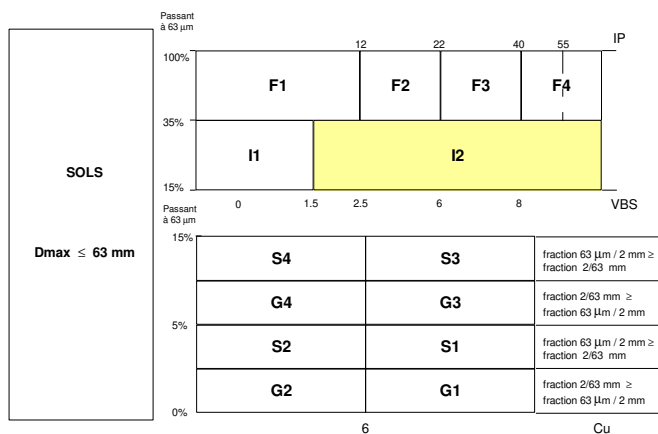 Passant
à 63 µm
IP
12 22 40 55
100%
F1 F2 F3 F4
35%
I1 I2
SOLS
15%
0 1.5 2.5 6 8 VBS
Passant
à 63 µm
15%
Dmax ≤ 63 mm
S4 S3 fraction 63 µm / 2 mm ≥
fraction 2/63 mm
G4 G3 fraction 2/63 mm ≥
fraction 63 µm / 2 mm
5%
S2 S1 fraction 63 µm / 2 mm ≥
fraction 2/63 mm
G2 G1 fraction 2/63 mm ≥
fraction 63 µm / 2 mm
0%
6 Cu